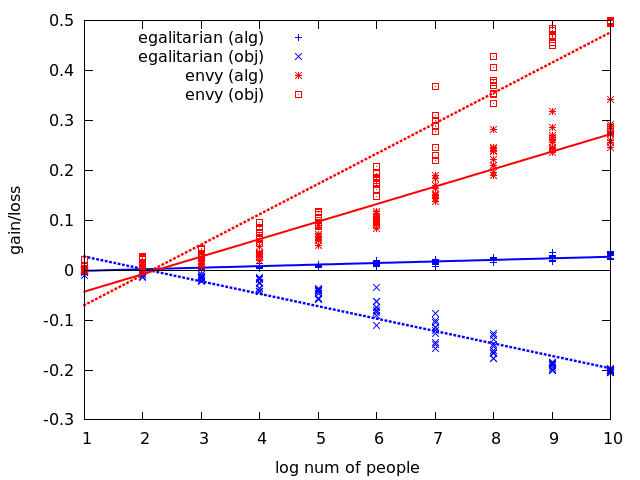 0.5
0.4
0.3
0.2
0.1
0
-0.1
-0.2
-0.3
gain/loss
egalitarian (alg)
egalitarian (obj)
envy (alg)
envy (obj)
1 2 3 4 5 6 7 8 9 10
log num of people